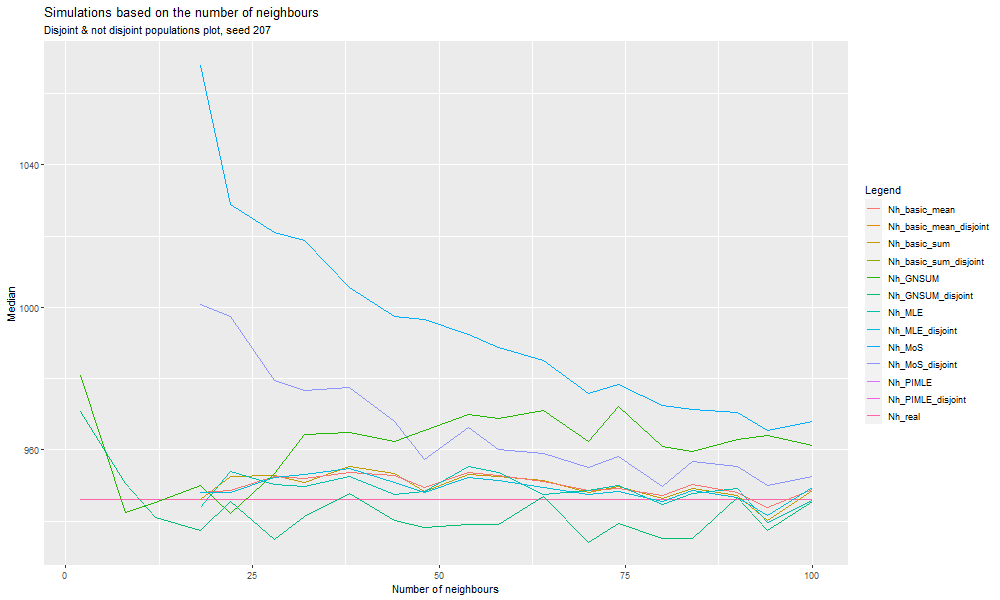 Simulations based on the number of neighbours
Disjoint & not disjoint populations plot, seed 207
1040
1000
960
Median
0
25
50
75
100
Number of neighbours
Legend
Nh_basic_mean
Nh_basic_mean_disjoint
Nh_basic_sum
Nh_basic_sum_disjoint
Nh_GNSUM
Nh_GNSUM_disjoint
Nh_MLE
Nh_MLE_disjoint
Nh_MoS
Nh_MoS_disjoint
Nh_PIMLE
Nh_PIMLE_disjoint
Nh_real